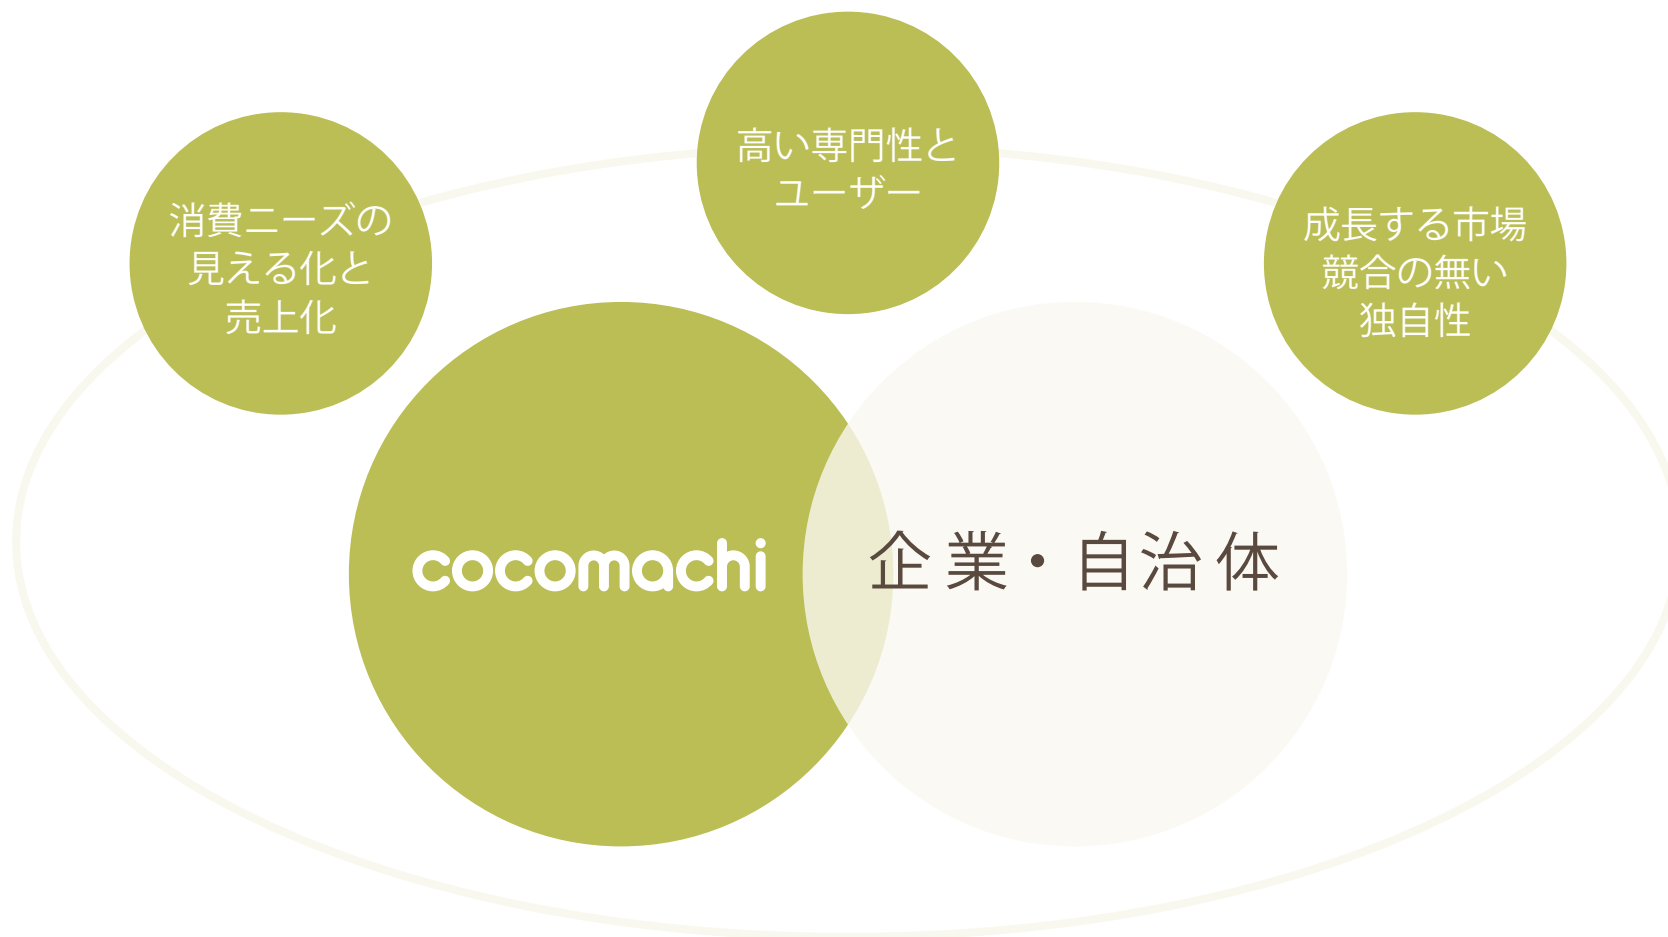 高い専門性と
ユーザー
消費ニーズの
見える化と
売上化
成長する市場
競合の無い
独自性
cocomachi
企業・自治体